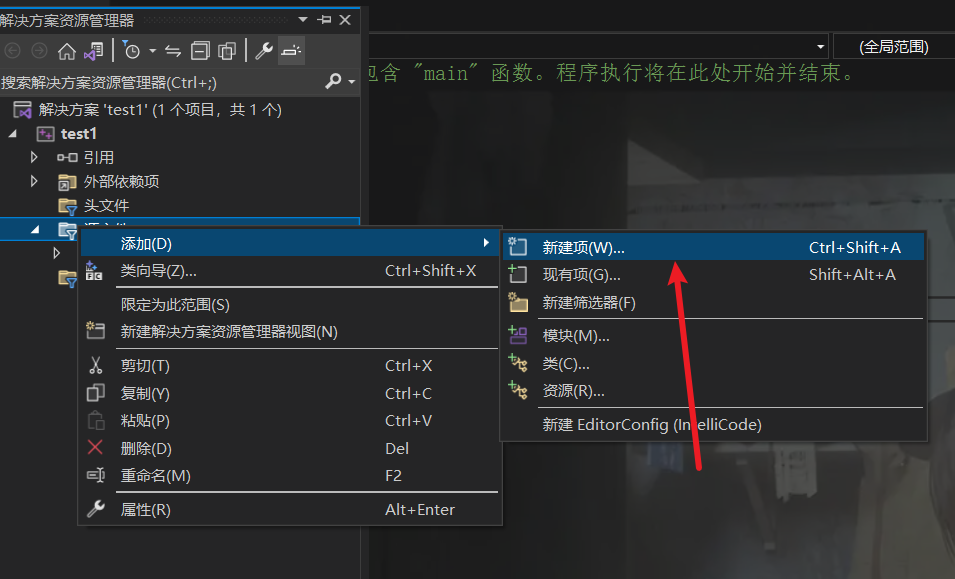 解决方案资源管理器
(全局范围)
包含 "main" 函数。程序执行将在此处开始并结束。
搜索解决方案资源管理器(Ctrl+;)
解决方案 'test1' (1 个项目，共 1 个)
test1
引用
外部依赖项
头文件
添加(D)
类向导(Z)... Ctrl+Shift+X
限定为此范围(S)
新建解决方案资源管理器视图(N)
剪切(T) Ctrl+X
复制(Y) Ctrl+C
粘贴(P) Ctrl+V
删除(D) Del
重命名(M) F2
属性(R) Alt+Enter
新建项(W)... Ctrl+Shift+A
现有项(G)... Shift+Alt+A
新建筛选器(F)
模块(M)...
类(C)...
资源(R)...
新建 EditorConfig (IntelliCode)